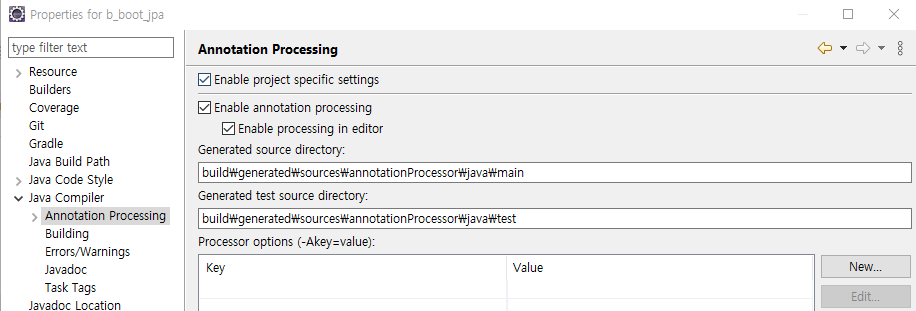 Properties for b_boot_jpa
type filter text
Resource
Builders
Coverage
Git
Gradle
Java Build Path
Java Code Style
Java Compiler
Annotation Processing
Building
Errors/Warnings
Javadoc
Task Tags
Javadoc Location
Annotation Processing
Enable project specific settings
Enable annotation processing
Enable processing in editor
Generated source directory:
build₩generated₩sources₩annotationProcessor₩java₩main
Generated test source directory:
build₩generated₩sources₩annotationProcessor₩java₩test
Processor options (-Akey=value):
Key Value
New...
Edit...